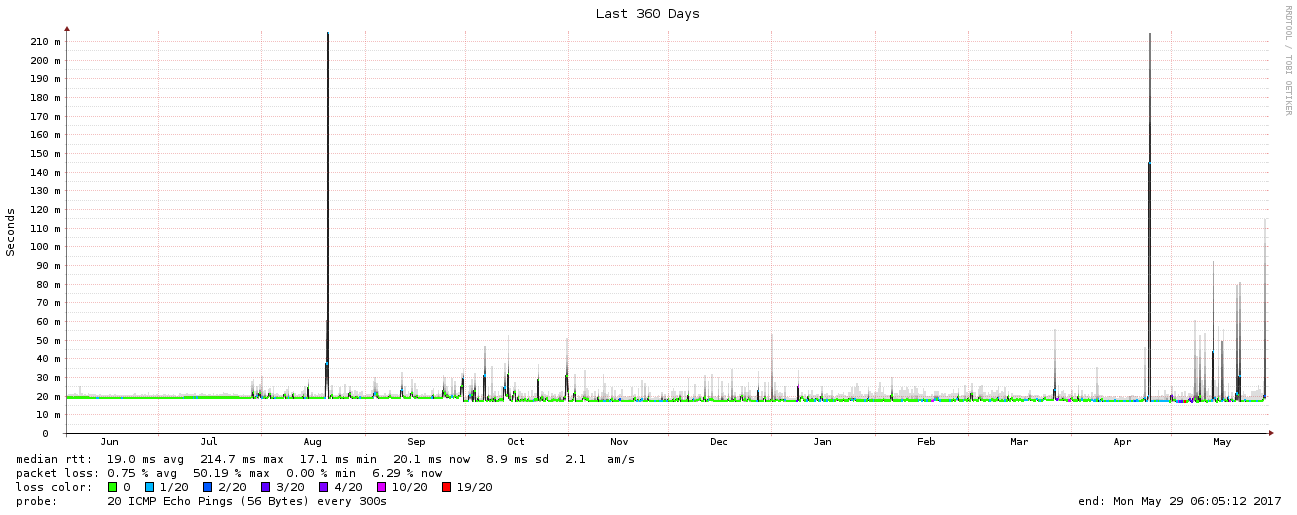 Last 360 Days
RRDTOOL / TOBI OETIKER
Seconds
210 m
200 m
190 m
180 m
170 m
160 m
150 m
140 m
130 m
120 m
110 m
100 m
90 m
80 m
70 m
60 m
50 m
40 m
30 m
20 m
10 m
0
Jun Jul Aug Sep Oct Nov Dec Jan Feb Mar Apr May
median rtt: 19.0 ms avg 214.7 ms max 17.1 ms min 20.1 ms now 8.9 ms sd 2.1 am/s
packet loss: 0.75 % avg 50.19 % max 0.00 % min 6.29 % now
loss color: 0 1/20 2/20 3/20 4/20 10/20 19/20
probe: 20 ICMP Echo Pings (56 Bytes) every 300s end: Mon May 29 06:05:12 2017